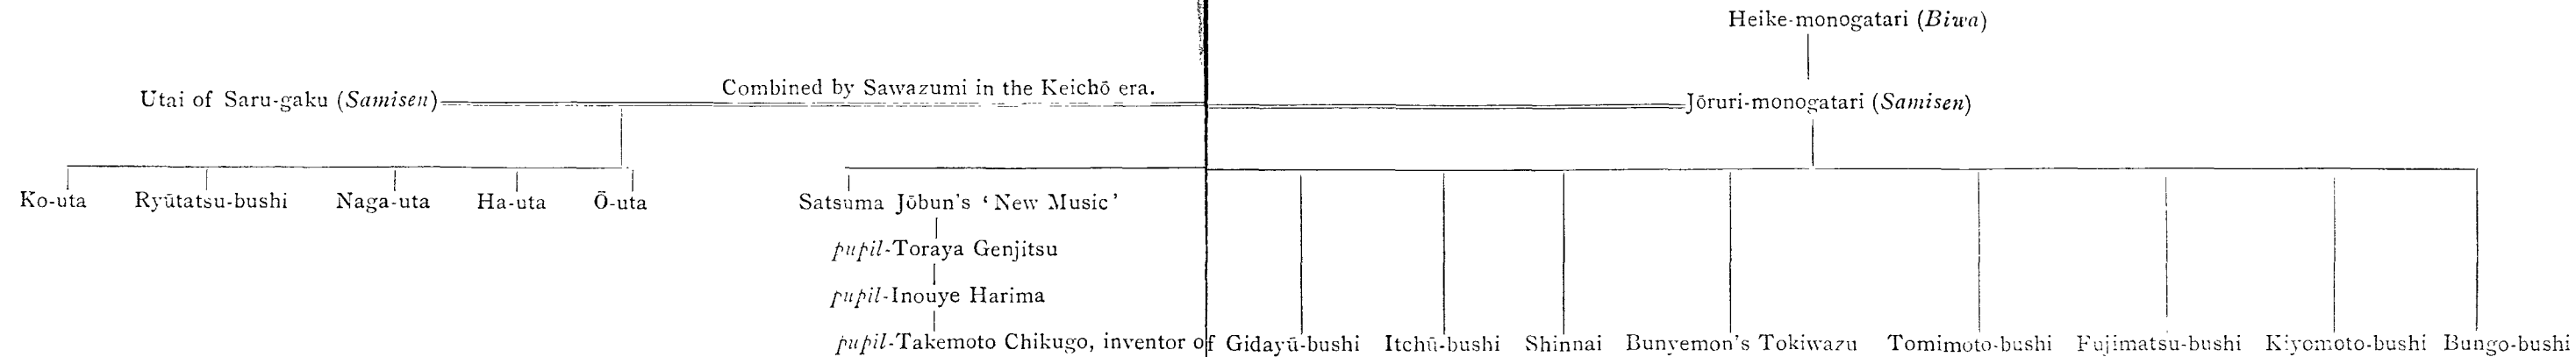 Heike-monogatari (Biwa)
Combined by Sawazumi in the Keichō era.
Utai of Saru-gaku (Samisen) Jōruri-monogatari (Samisen)
Ko-uta Ryūtatsu-bushi Naga-uta Ha-uta Ō-uta Satsuma Jōbun's ‘New Music’
pupil-Toraya Genjitsu
pupil-Inouye Harima
pupil-Takemoto Chikugo, inventor of Gidayū-bushi Itchū-bushi Shinnai Bunyemon's Tokiwazu Tomimoto-bushi Fujimatsu-bushi Kiyomoto-bushi Bungo-bushi